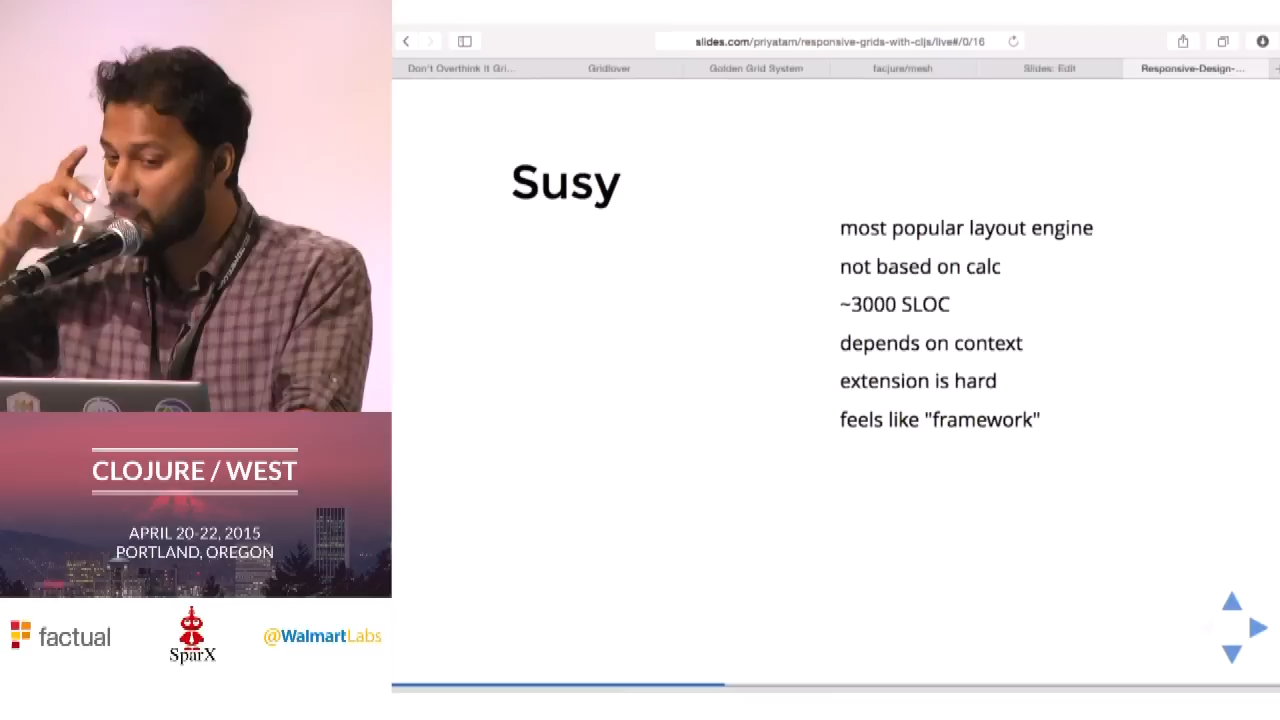 slides.com/priyatam/responsive-grids-with-cljs/live#/0/16
Don't Overthink It Gri...
Gridlover
Golden Grid System
facjure/mesh
Slides: Edit
Responsive-Design-...
Susy
most popular layout engine
not based on calc
~3000 SLOC
depends on context
extension is hard
feels like "framework"
CLOJURE / WEST
APRIL 20-22, 2015
PORTLAND, OREGON
factual
SparX
@WalmartLabs